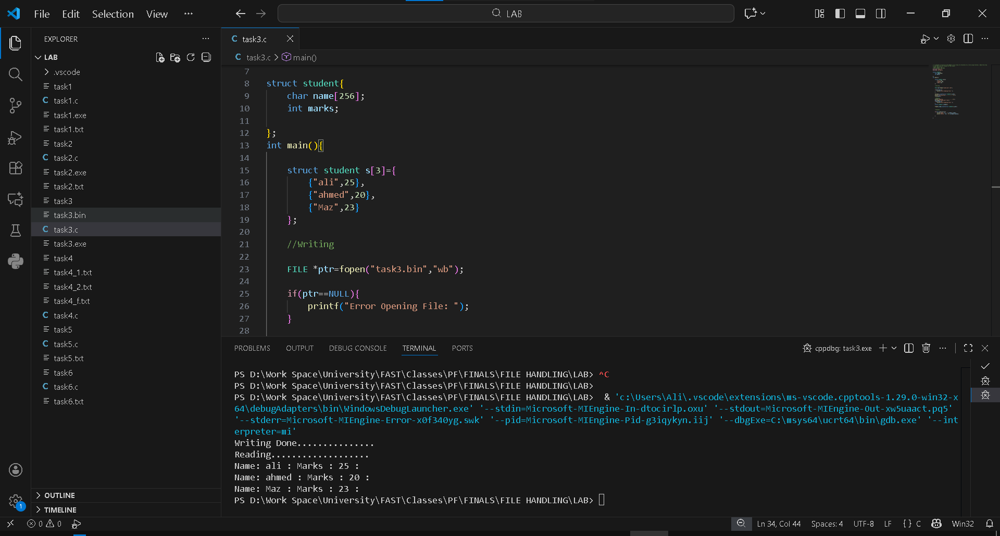 File Edit Selection View ···
LAB
EXPLORER ···
LAB
.vscode
task1
task1.c
task1.exe
task1.txt
task2
task2.c
task2.exe
task2.txt
task3
task3.bin
task3.c
task3.exe
task4
task4_1.txt
task4_2.txt
task4_f.txt
task4.c
task5
task5.c
task5.txt
task6
task6.c
task6.txt
OUTLINE
TIMELINE
C task3.c
C task3.c > main()
7
8 struct student{
9 char name[256];
10 int marks;
11
12 };
13 int main(){
14
15 struct student s[3]={
16 {"ali",25},
17 {"ahmed",20},
18 {"Maz",23}
19 };
20
21 //Writing
22
23 FILE *ptr=fopen("task3.bin","wb");
24
25 if(ptr==NULL){
26 printf("Error Opening File: ");
27 }
28
PROBLEMS OUTPUT DEBUG CONSOLE TERMINAL PORTS
cppdbg: task3.exe
PS D:\Work Space\University\FAST\Classes\PF\FINALS\FILE HANDLING\LAB> ^C
PS D:\Work Space\University\FAST\Classes\PF\FINALS\FILE HANDLING\LAB>
PS D:\Work Space\University\FAST\Classes\PF\FINALS\FILE HANDLING\LAB>  & 'c:\Users\Ali\.vscode\extensions\ms-vscode.cpptools-1.29.0-win32-x
64\debugAdapters\bin\WindowsDebugLauncher.exe' '--stdin=Microsoft-MIEngine-In-dtocirlp.oxu' '--stdout=Microsoft-MIEngine-Out-xw5uaact.pq5'
'--stderr=Microsoft-MIEngine-Error-x0f340yg.swk' '--pid=Microsoft-MIEngine-Pid-g3iqykyn.iij' '--dbgExe=C:\msys64\ucrt64\bin\gdb.exe' '--int
erpreter=mi'
Writing Done...............
Reading...................
Name: ali : Marks : 25 :
Name: ahmed : Marks : 20 :
Name: Maz : Marks : 23 :
PS D:\Work Space\University\FAST\Classes\PF\FINALS\FILE HANDLING\LAB>
1
0 0 Ln 34, Col 44 Spaces: 4 UTF-8 LF {} C Win32